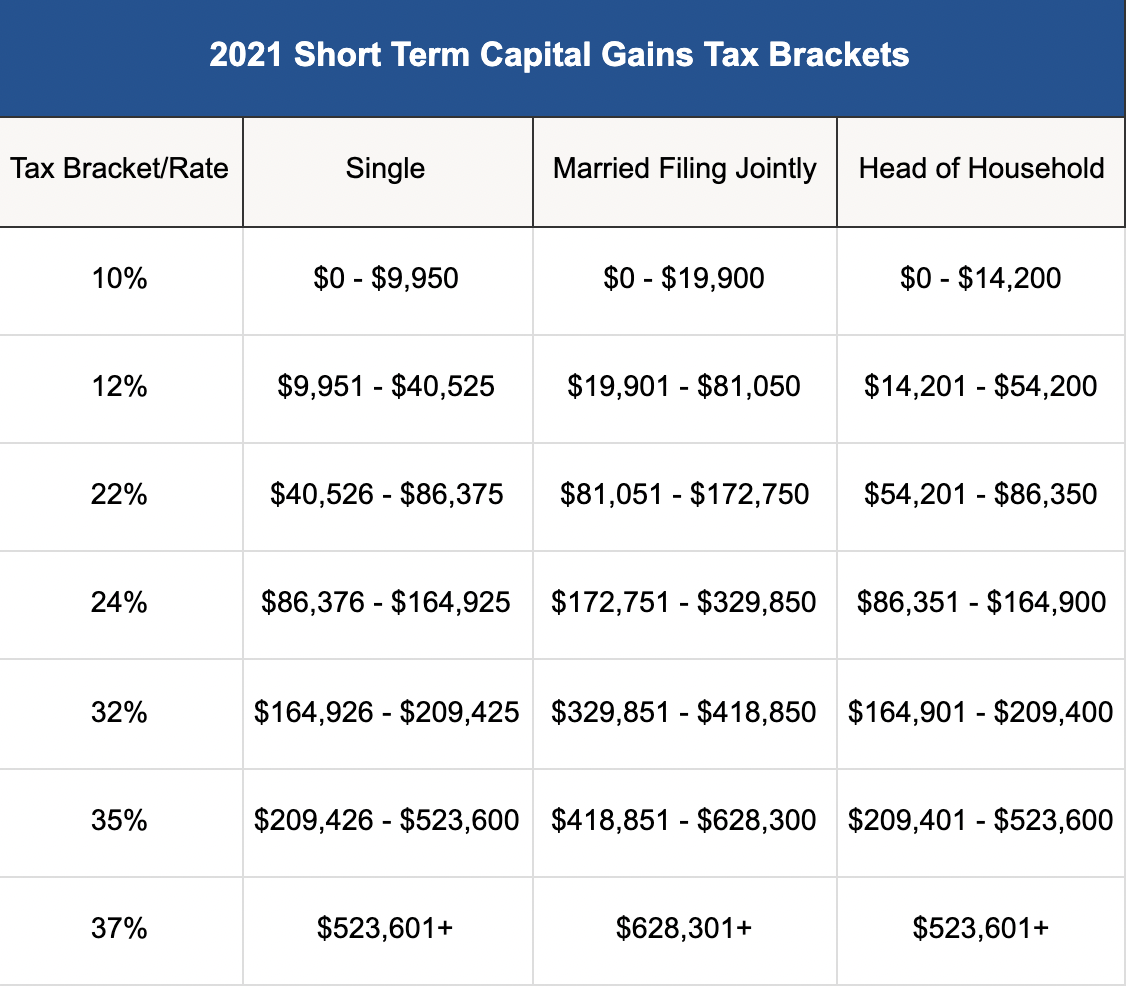 2021 Short Term Capital Gains Tax Brackets
Tax Bracket/Rate Single Married Filing Jointly Head of Household
10% $0 - $9,950 $0 - $19,900 $0 - $14,200
12% $9,951 - $40,525 $19,901 - $81,050 $14,201 - $54,200
22% $40,526 - $86,375 $81,051 - $172,750 $54,201 - $86,350
24% $86,376 - $164,925 $172,751 - $329,850 $86,351 - $164,900
32% $164,926 - $209,425 $329,851 - $418,850 $164,901 - $209,400
35% $209,426 - $523,600 $418,851 - $628,300 $209,401 - $523,600
37% $523,601+ $628,301+ $523,601+